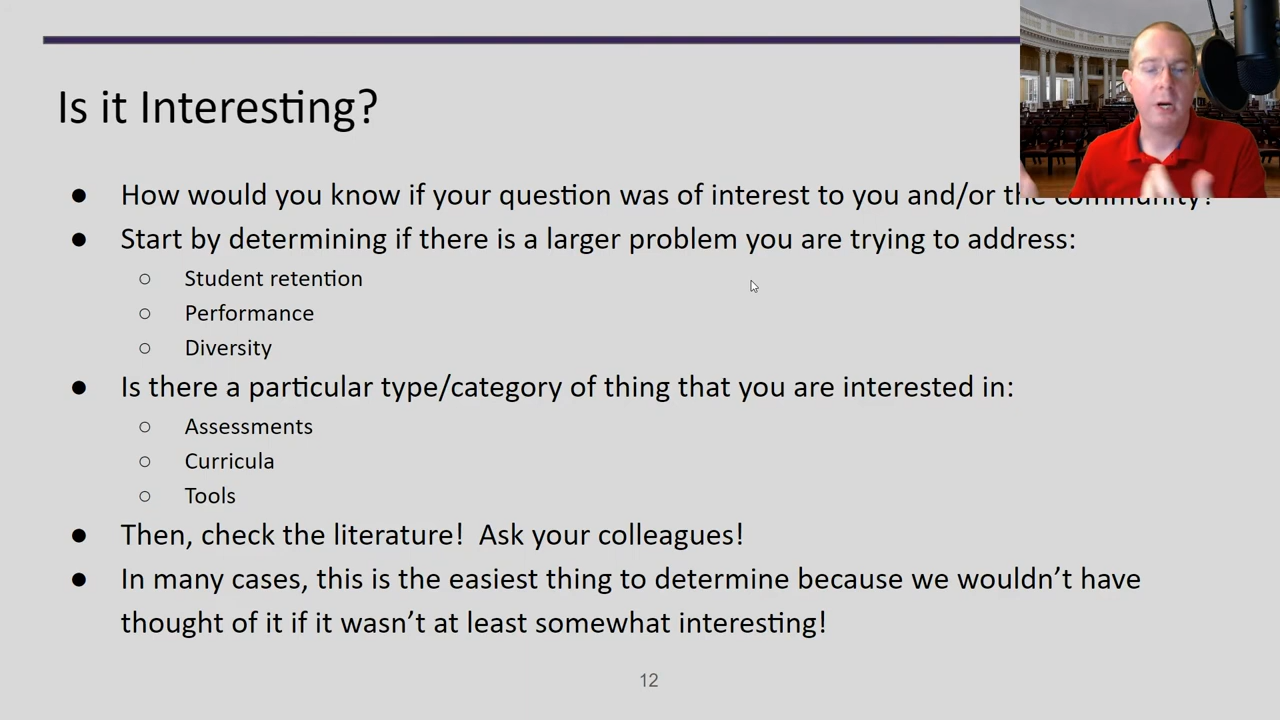 Is it Interesting?
● How would you know if your question was of interest to you and/or the community?
● Start by determining if there is a larger problem you are trying to address:
○ Student retention
○ Performance
○ Diversity
● Is there a particular type/category of thing that you are interested in:
○ Assessments
○ Curricula
○ Tools
● Then, check the literature!  Ask your colleagues!
● In many cases, this is the easiest thing to determine because we wouldn’t have
thought of it if it wasn’t at least somewhat interesting!
12